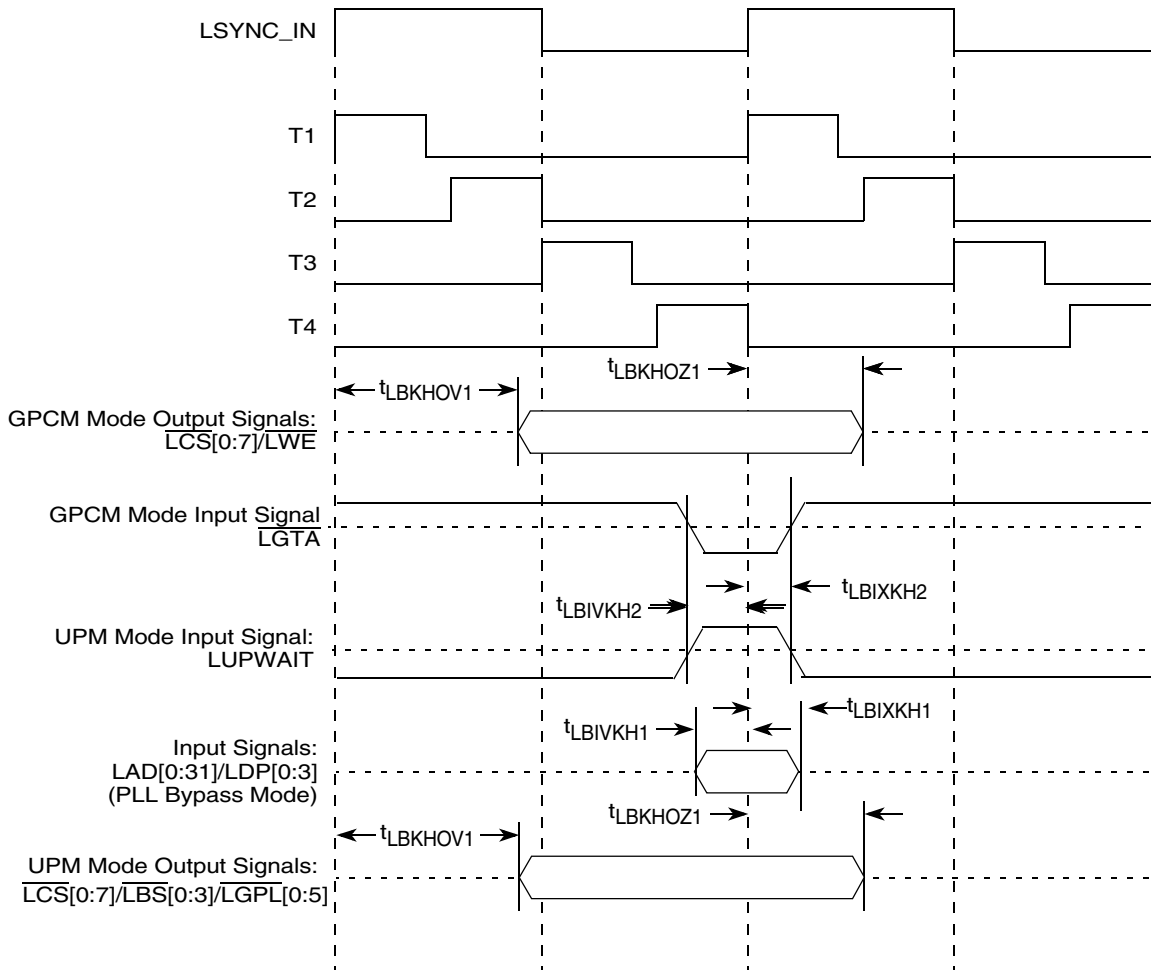 LSYNC_IN
T1
T2
T3
T4
tLBKHOZ1
tLBKHOV1
GPCM Mode Output Signals:
LCS[0:7]/LWE
GPCM Mode Input Signal
LGTA
tLBIXKH2
tLBIVKH2
UPM Mode Input Signal:
LUPWAIT
tLBIXKH1
tLBIVKH1
Input Signals:
LAD[0:31]/LDP[0:3]
(PLL Bypass Mode)
tLBKHOZ1
tLBKHOV1
UPM Mode Output Signals:
LCS[0:7]/LBS[0:3]/LGPL[0:5]